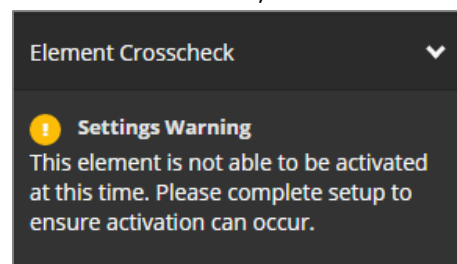 Element Crosscheck
Settings Warning
This element is not able to be activated
at this time. Please complete setup to
ensure activation can occur.